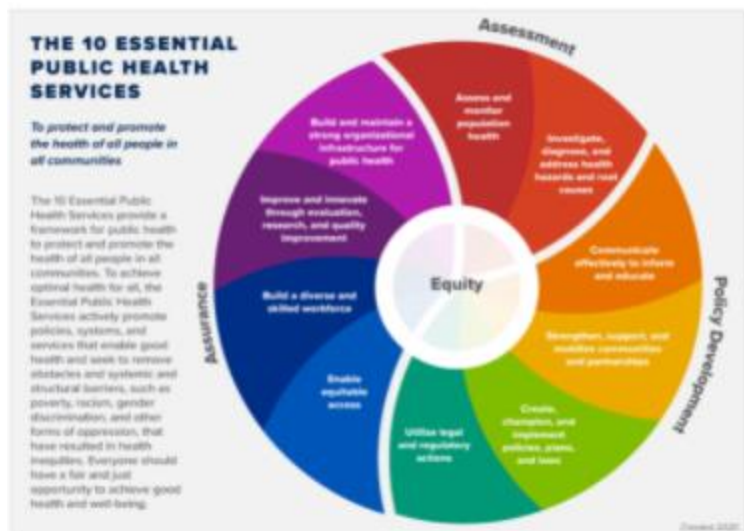 THE 10 ESSENTIAL
PUBLIC HEALTH
SERVICES
To protect and promote
the health of all people in
all communities
The 10 Essential Public
Health Services provide a
framework for public health
to protect and promote the
health of all people in all
communities. To achieve
optimal health for all, the
Essential Public Health
Services actively promote
policies, systems, and
services that enable good
health and seek to remove
obstacles and systemic and
structural barriers, such as
poverty, racism, gender
discrimination, and other
forms of oppression, that
have resulted in health
inequities. Everyone should
have a fair and just
opportunity to achieve good
health and well-being.
Assessment
Assess and
monitor
population
health
Investigate,
diagnose, and
address health
hazards and root
causes
Policy Development
Communicate
effectively to inform
and educate
Strengthen, support, and
mobilize communities
and partnerships
Create,
champion, and
implement
policies, plans,
and laws
Utilize legal
and regulatory
actions
Assurance
Enable
equitable
access
Build a diverse and
skilled workforce
Improve and innovate
through evaluation,
research, and quality
improvement
Build and maintain a
strong organizational
infrastructure for
public health
Equity
Created 2020